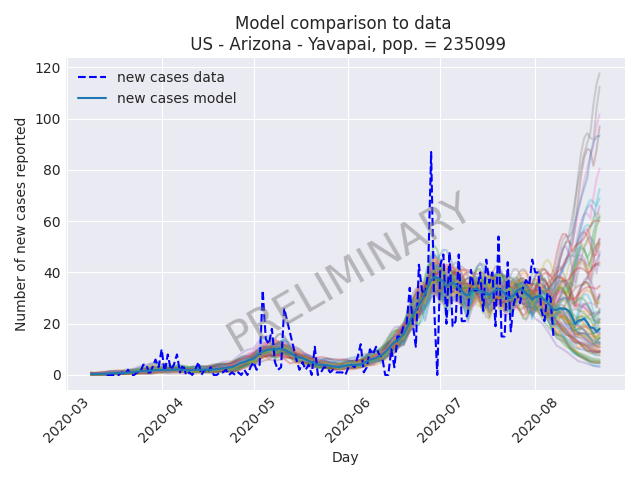 Model comparison to data
US - Arizona - Yavapai, pop. = 235099
120
100
80
60
40
20
0
Number of new cases reported
new cases data
new cases model
PRELIMINARY
2020-03
2020-04
2020-05
2020-06
2020-07
2020-08
Day